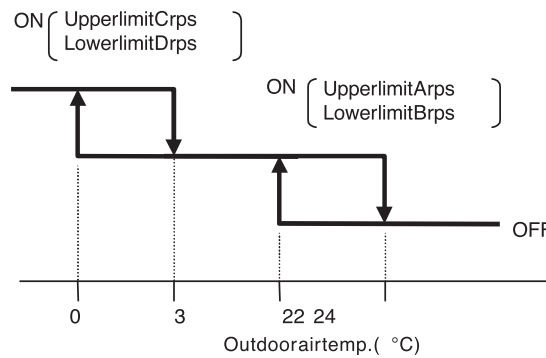 ON UpperlimitCrps
LowerlimitDrps
ON UpperlimitArps
LowerlimitBrps
OFF
0 3 22 24
Outdoorairtemp.( °C)